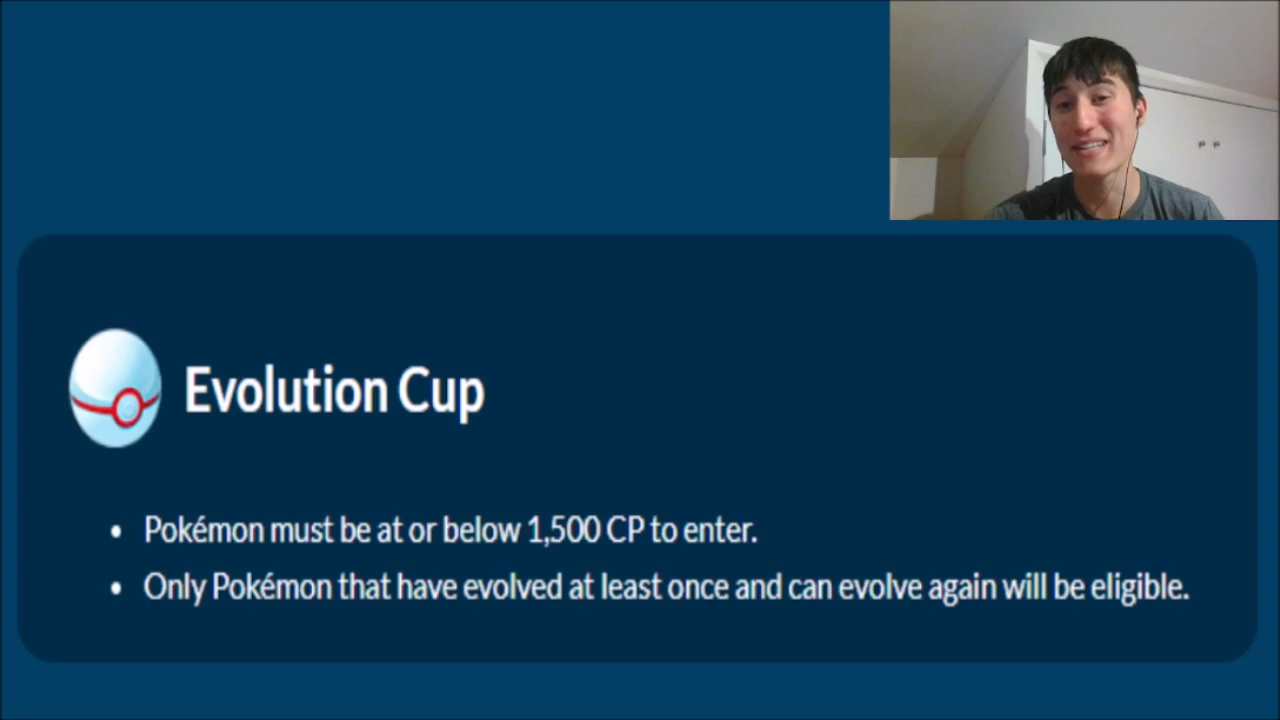 Evolution Cup
• Pokémon must be at or below 1,500 CP to enter.
• Only Pokémon that have evolved at least once and can evolve again will be eligible.